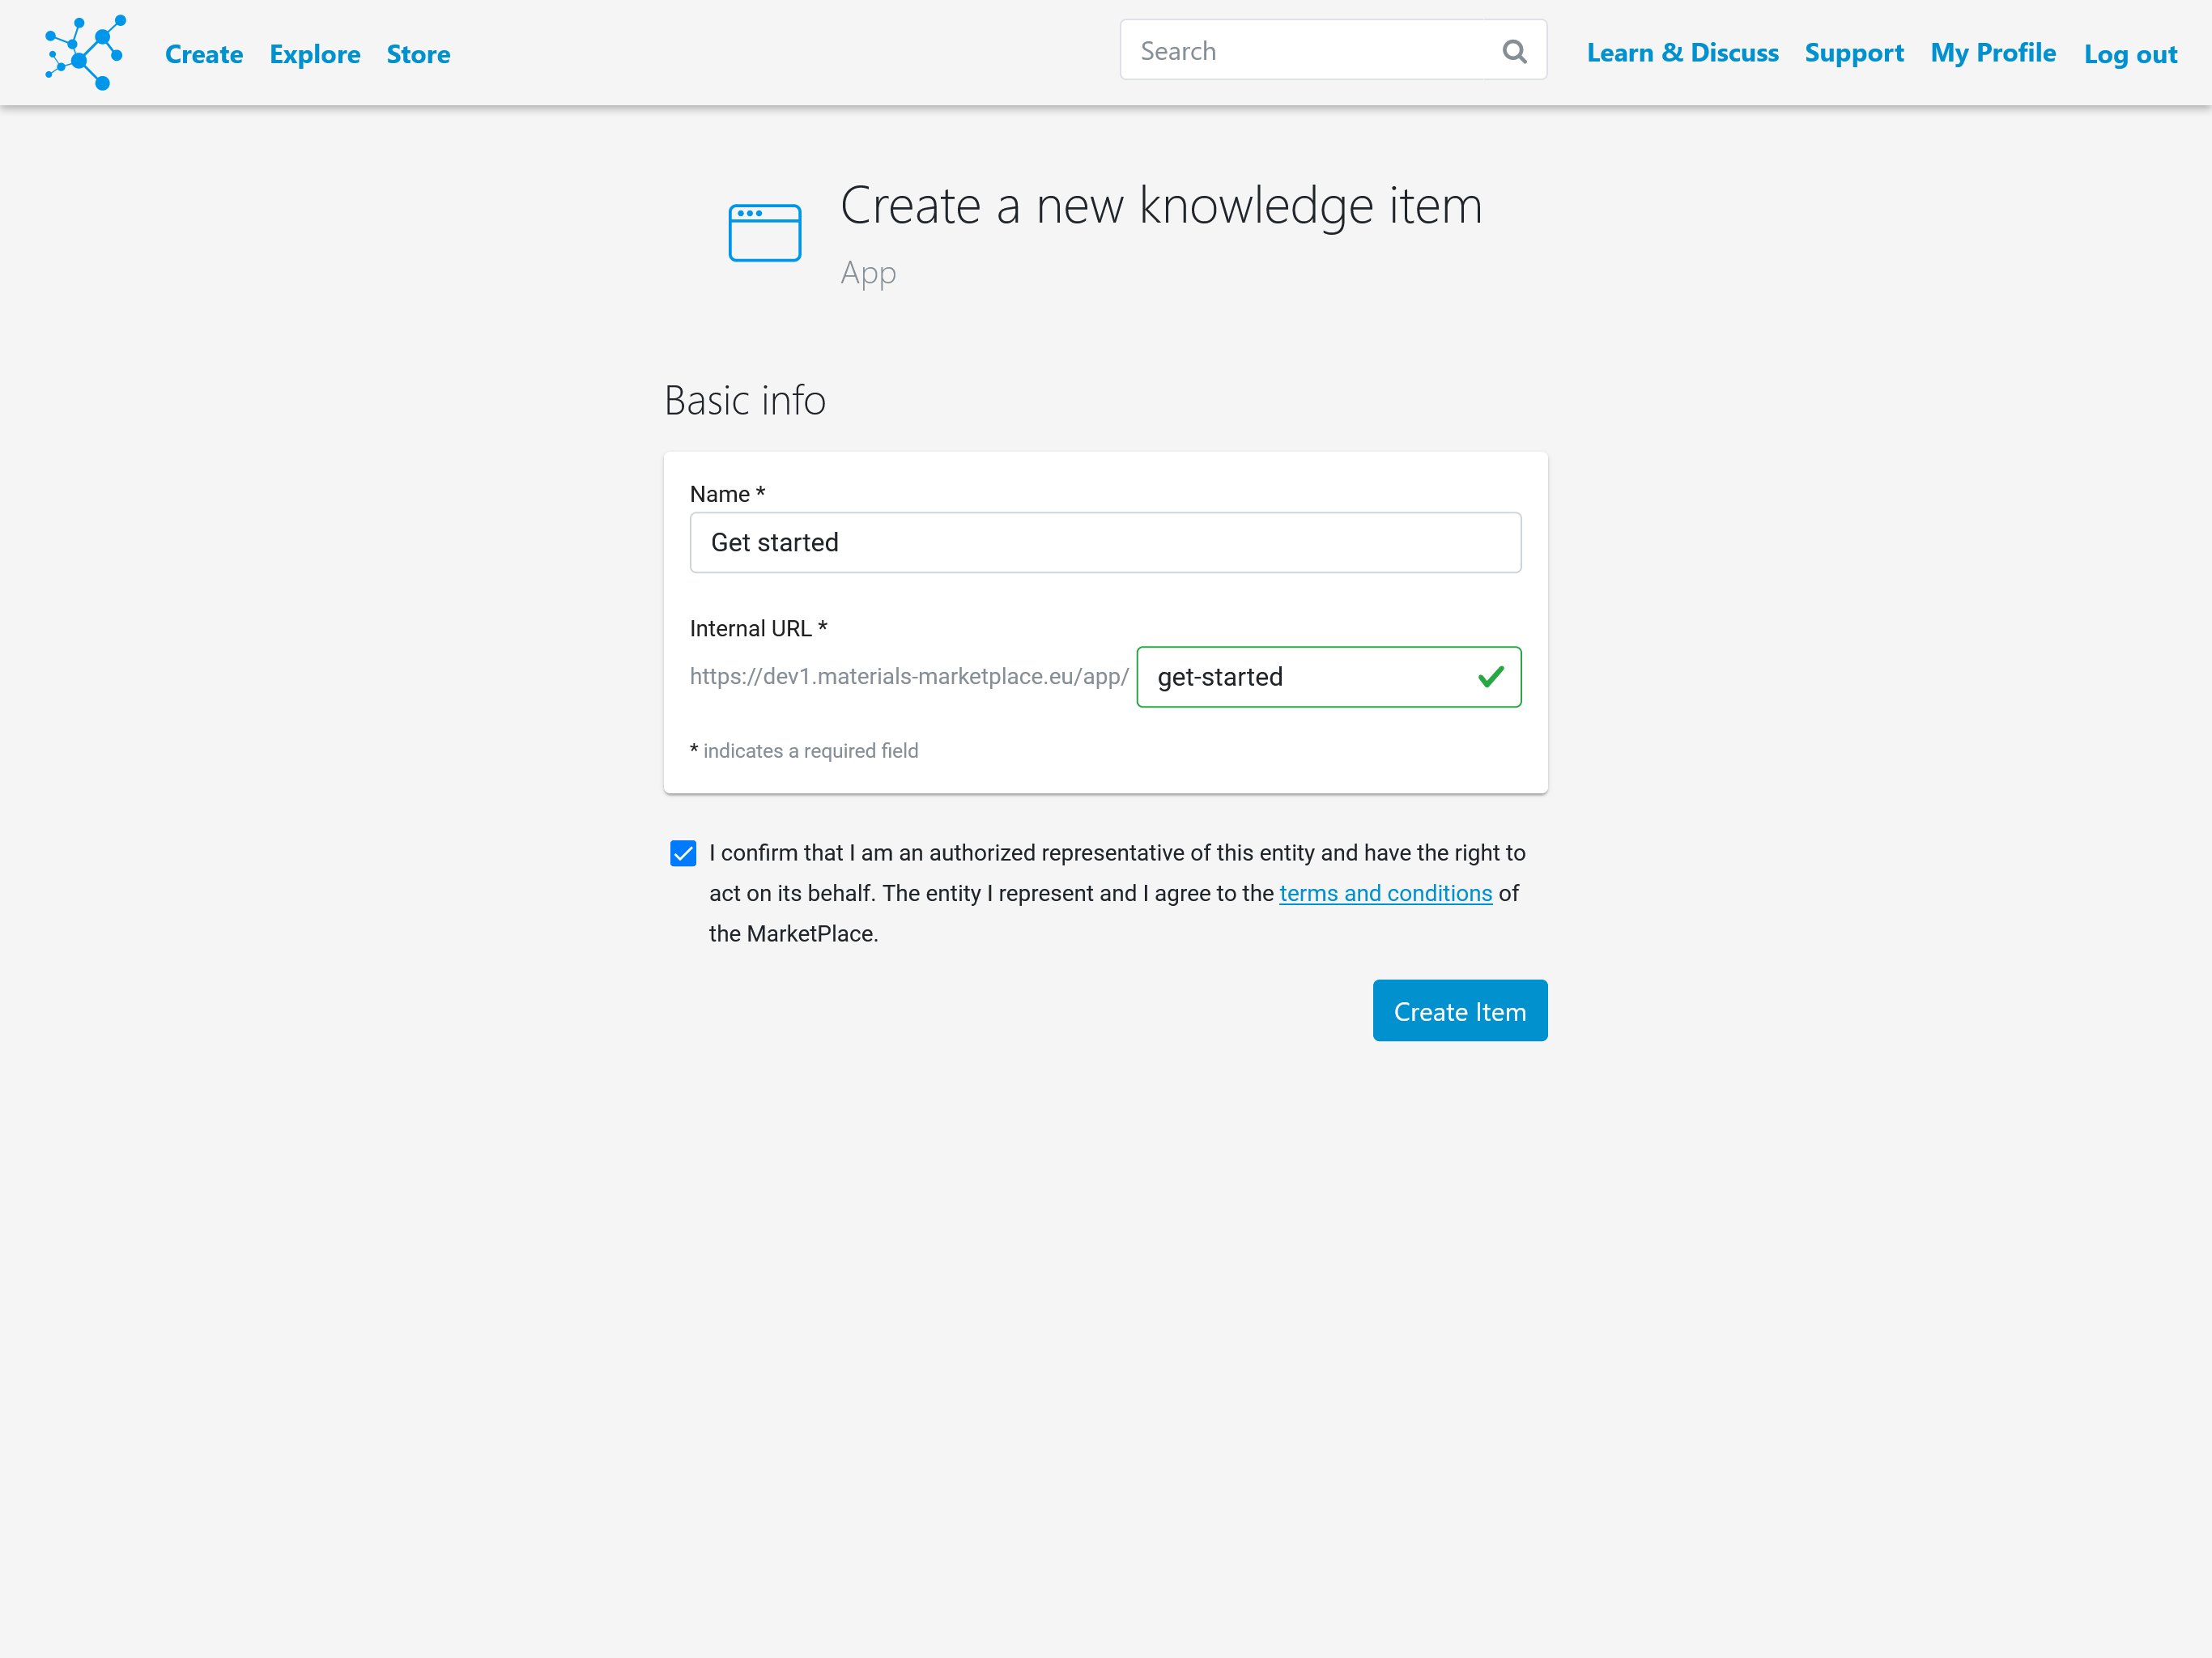 Create Explore Store Search Learn & Discuss Support My Profile Log out
Create a new knowledge item
App
Basic info
Name *
Get started
Internal URL *
https://dev1.materials-marketplace.eu/app/ get-started
* indicates a required field
I confirm that I am an authorized representative of this entity and have the right to
act on its behalf. The entity I represent and I agree to the terms and conditions of
the MarketPlace.
Create Item